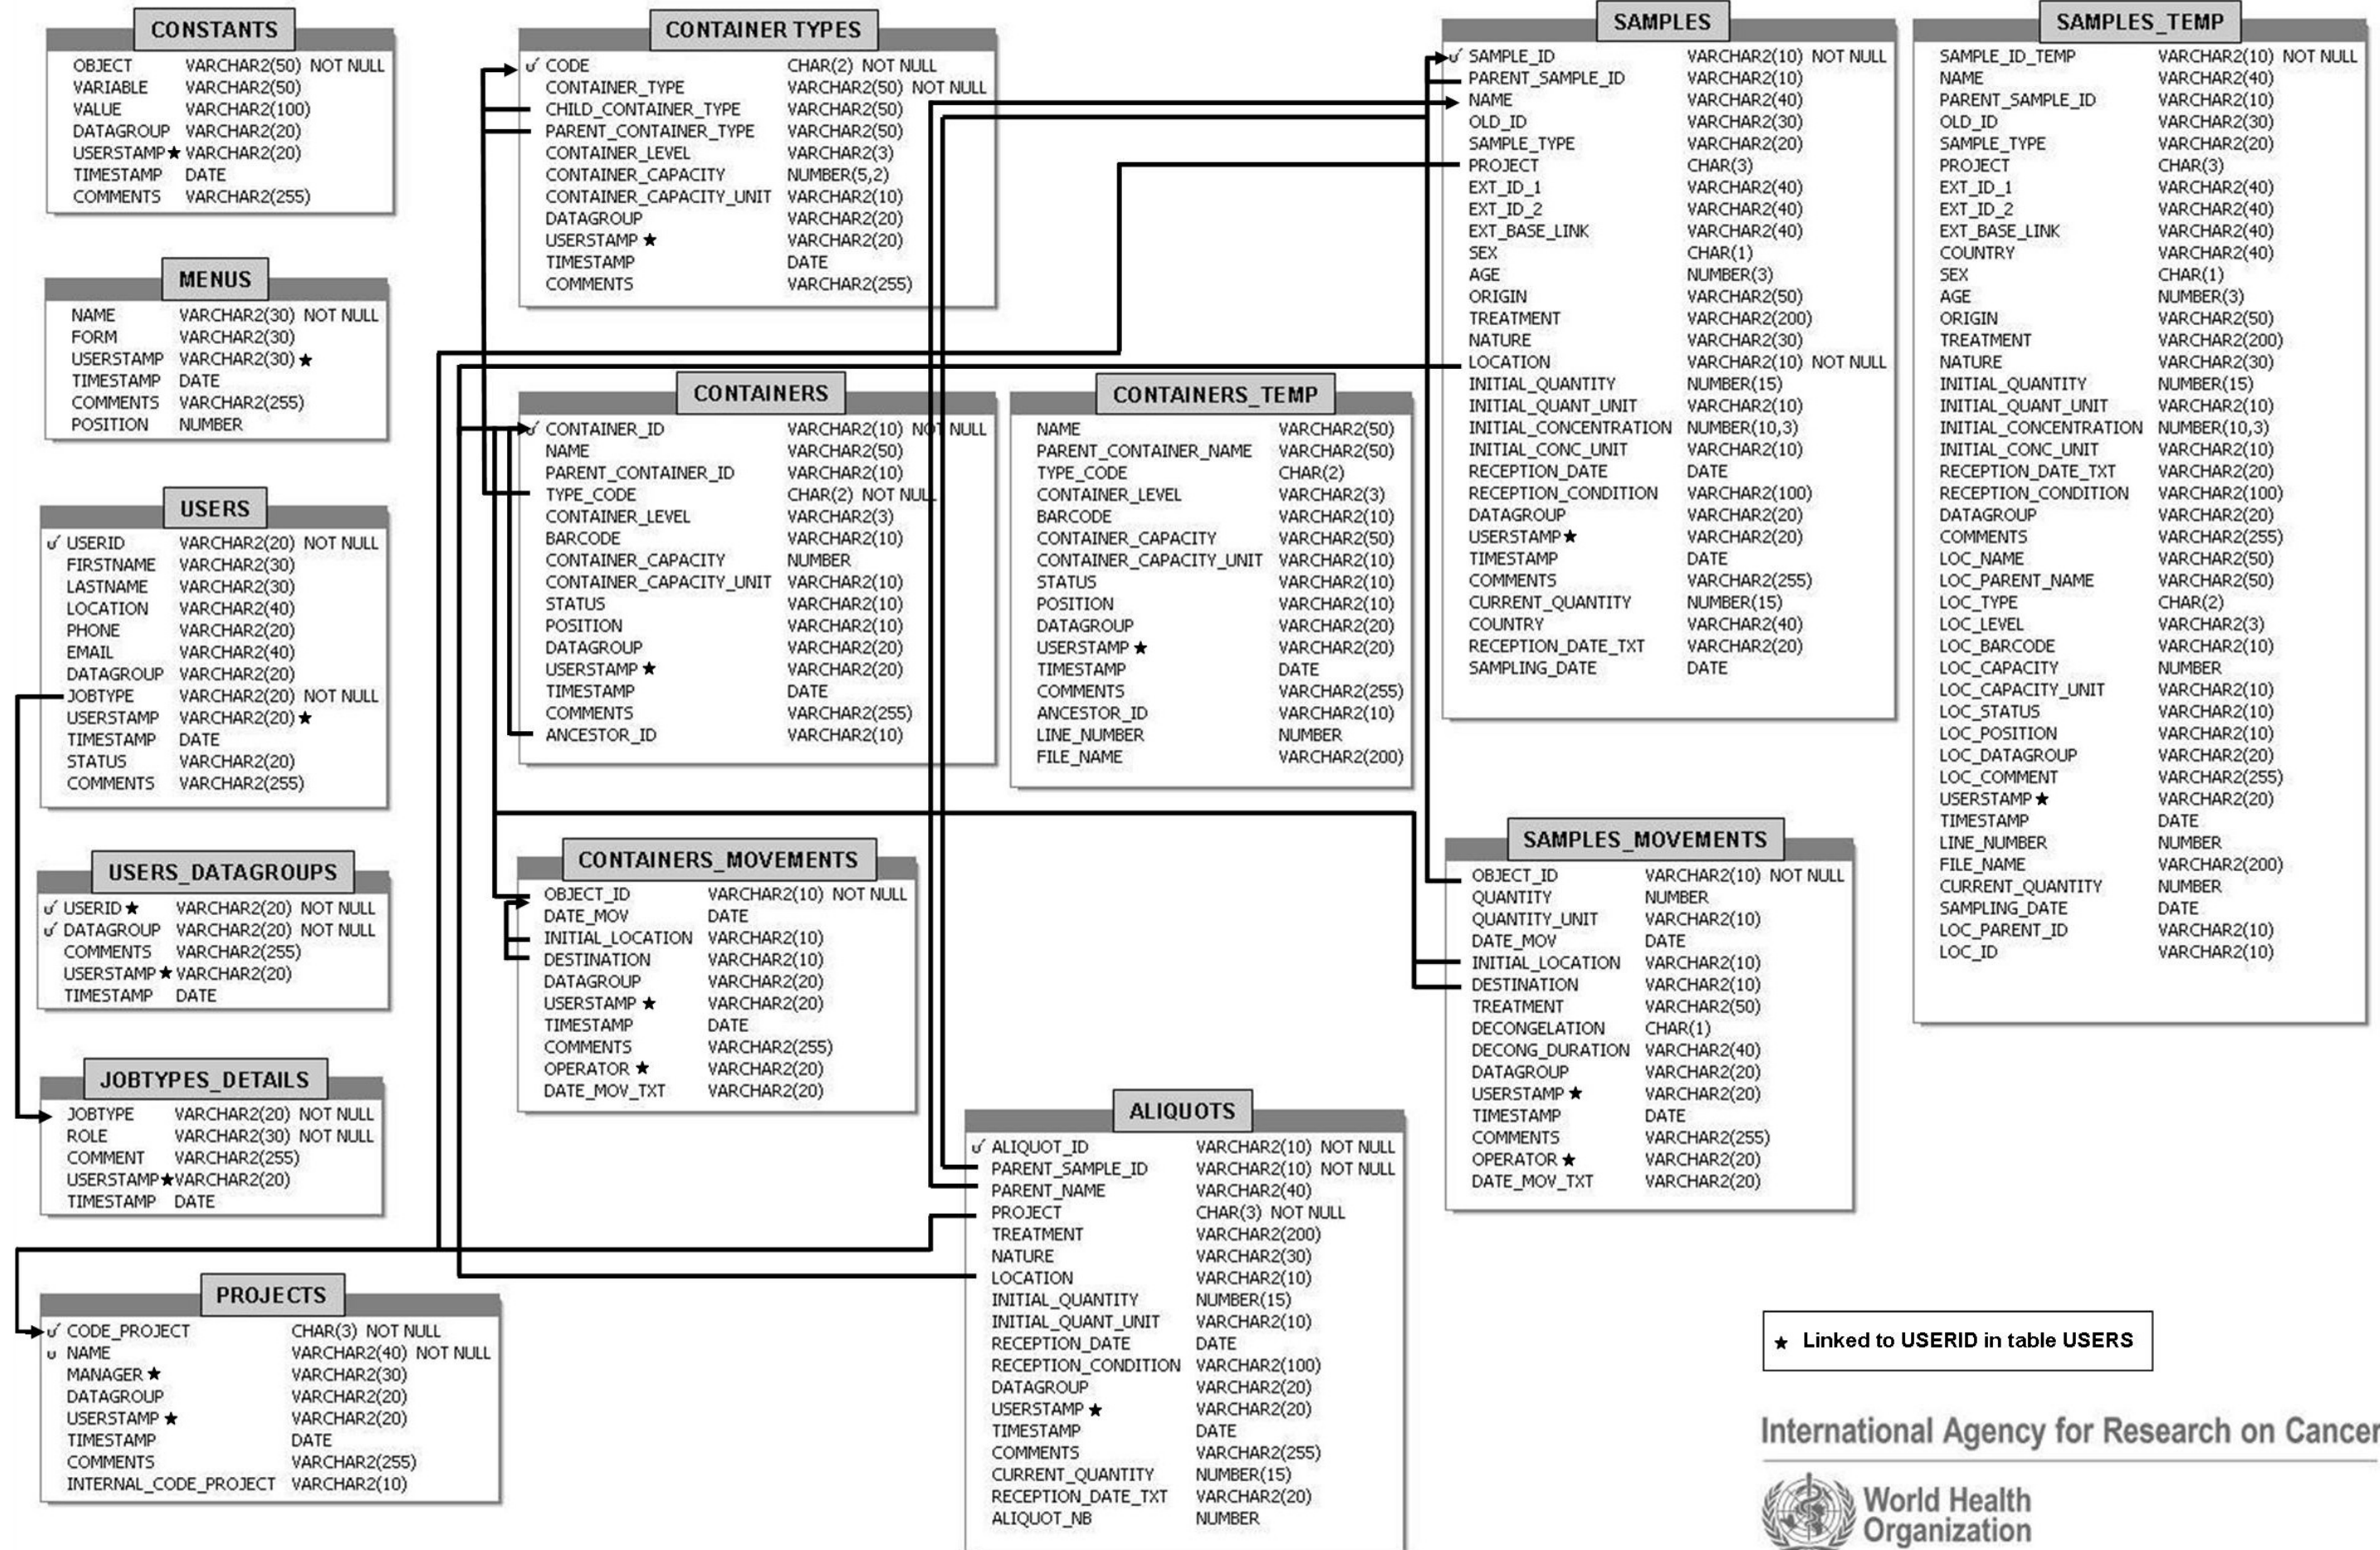 CONSTANTS
OBJECT VARCHAR2(50) NOT NULL
VARIABLE VARCHAR2(50)
VALUE VARCHAR2(100)
DATAGROUP VARCHAR2(20)
USERSTAMP★ VARCHAR2(20)
TIMESTAMP DATE
COMMENTS VARCHAR2(255)
MENUS
NAME VARCHAR2(30) NOT NULL
FORM VARCHAR2(30)
USERSTAMP VARCHAR2(30)★
TIMESTAMP DATE
COMMENTS VARCHAR2(255)
POSITION NUMBER
USERS
USERID VARCHAR2(20) NOT NULL
FIRSTNAME VARCHAR2(30)
LASTNAME VARCHAR2(30)
LOCATION VARCHAR2(40)
PHONE VARCHAR2(20)
EMAIL VARCHAR2(40)
DATAGROUP VARCHAR2(20)
JOBTYPE VARCHAR2(20) NOT NULL
USERSTAMP VARCHAR2(20)★
TIMESTAMP DATE
STATUS VARCHAR2(20)
COMMENTS VARCHAR2(255)
USERS_DATAGROUPS
USERID★ VARCHAR2(20) NOT NULL
DATAGROUP VARCHAR2(20) NOT NULL
COMMENTS VARCHAR2(255)
USERSTAMP★ VARCHAR2(20)
TIMESTAMP DATE
JOBTYPES_DETAILS
JOBTYPE VARCHAR2(20) NOT NULL
ROLE VARCHAR2(30) NOT NULL
COMMENT VARCHAR2(255)
USERSTAMP★VARCHAR2(20)
TIMESTAMP DATE
PROJECTS
CODE_PROJECT CHAR(3) NOT NULL
NAME VARCHAR2(40) NOT NULL
MANAGER★ VARCHAR2(30)
DATAGROUP VARCHAR2(20)
USERSTAMP★ VARCHAR2(20)
TIMESTAMP DATE
COMMENTS VARCHAR2(255)
INTERNAL_CODE_PROJECT VARCHAR2(10)
CONTAINER TYPES
CODE CHAR(2) NOT NULL
CONTAINER_TYPE VARCHAR2(50) NOT NULL
CHILD_CONTAINER_TYPE VARCHAR2(50)
PARENT_CONTAINER_TYPE VARCHAR2(50)
CONTAINER_LEVEL VARCHAR2(3)
CONTAINER_CAPACITY NUMBER(5,2)
CONTAINER_CAPACITY_UNIT VARCHAR2(10)
DATAGROUP VARCHAR2(20)
USERSTAMP★ VARCHAR2(20)
TIMESTAMP DATE
COMMENTS VARCHAR2(255)
CONTAINERS
CONTAINER_ID VARCHAR2(10) NOT NULL
NAME VARCHAR2(50)
PARENT_CONTAINER_ID VARCHAR2(10)
TYPE_CODE CHAR(2) NOT NULL
CONTAINER_LEVEL VARCHAR2(3)
BARCODE VARCHAR2(10)
CONTAINER_CAPACITY NUMBER
CONTAINER_CAPACITY_UNIT VARCHAR2(10)
STATUS VARCHAR2(10)
POSITION VARCHAR2(10)
DATAGROUP VARCHAR2(20)
USERSTAMP★ VARCHAR2(20)
TIMESTAMP DATE
COMMENTS VARCHAR2(255)
ANCESTOR_ID VARCHAR2(10)
CONTAINERS_TEMP
NAME VARCHAR2(50)
PARENT_CONTAINER_NAME VARCHAR2(50)
TYPE_CODE CHAR(2)
CONTAINER_LEVEL VARCHAR2(3)
BARCODE VARCHAR2(10)
CONTAINER_CAPACITY VARCHAR2(50)
CONTAINER_CAPACITY_UNIT VARCHAR2(10)
STATUS VARCHAR2(10)
POSITION VARCHAR2(10)
DATAGROUP VARCHAR2(20)
USERSTAMP★ VARCHAR2(20)
TIMESTAMP DATE
COMMENTS VARCHAR2(255)
ANCESTOR_ID VARCHAR2(10)
LINE_NUMBER NUMBER
FILE_NAME VARCHAR2(200)
CONTAINERS_MOVEMENTS
OBJECT_ID VARCHAR2(10) NOT NULL
DATE_MOV DATE
INITIAL_LOCATION VARCHAR2(10)
DESTINATION VARCHAR2(10)
DATAGROUP VARCHAR2(20)
USERSTAMP★ VARCHAR2(20)
TIMESTAMP DATE
COMMENTS VARCHAR2(255)
OPERATOR★ VARCHAR2(20)
DATE_MOV_TXT VARCHAR2(20)
ALIQUOTS
ALIQUOT_ID VARCHAR2(10) NOT NULL
PARENT_SAMPLE_ID VARCHAR2(10) NOT NULL
PARENT_NAME VARCHAR2(40)
PROJECT CHAR(3) NOT NULL
TREATMENT VARCHAR2(200)
NATURE VARCHAR2(30)
LOCATION VARCHAR2(10)
INITIAL_QUANTITY NUMBER(15)
INITIAL_QUANT_UNIT VARCHAR2(10)
RECEPTION_DATE DATE
RECEPTION_CONDITION VARCHAR2(100)
DATAGROUP VARCHAR2(20)
USERSTAMP★ VARCHAR2(20)
TIMESTAMP DATE
COMMENTS VARCHAR2(255)
CURRENT_QUANTITY NUMBER(15)
RECEPTION_DATE_TXT VARCHAR2(20)
ALIQUOT_NB NUMBER
SAMPLES
SAMPLE_ID VARCHAR2(10) NOT NULL
PARENT_SAMPLE_ID VARCHAR2(10)
NAME VARCHAR2(40)
OLD_ID VARCHAR2(30)
SAMPLE_TYPE VARCHAR2(20)
PROJECT CHAR(3)
EXT_ID_1 VARCHAR2(40)
EXT_ID_2 VARCHAR2(40)
EXT_BASE_LINK VARCHAR2(40)
SEX CHAR(1)
AGE NUMBER(3)
ORIGIN VARCHAR2(50)
TREATMENT VARCHAR2(200)
NATURE VARCHAR2(30)
LOCATION VARCHAR2(10) NOT NULL
INITIAL_QUANTITY NUMBER(15)
INITIAL_QUANT_UNIT VARCHAR2(10)
INITIAL_CONCENTRATION NUMBER(10,3)
INITIAL_CONC_UNIT VARCHAR2(10)
RECEPTION_DATE DATE
RECEPTION_CONDITION VARCHAR2(100)
DATAGROUP VARCHAR2(20)
USERSTAMP★ VARCHAR2(20)
TIMESTAMP DATE
COMMENTS VARCHAR2(255)
CURRENT_QUANTITY NUMBER(15)
COUNTRY VARCHAR2(40)
RECEPTION_DATE_TXT VARCHAR2(20)
SAMPLING_DATE DATE
SAMPLES_MOVEMENTS
OBJECT_ID VARCHAR2(10) NOT NULL
QUANTITY NUMBER
QUANTITY_UNIT VARCHAR2(10)
DATE_MOV DATE
INITIAL_LOCATION VARCHAR2(10)
DESTINATION VARCHAR2(10)
TREATMENT VARCHAR2(50)
DECONGELATION CHAR(1)
DECONG_DURATION VARCHAR2(40)
DATAGROUP VARCHAR2(20)
USERSTAMP★ VARCHAR2(20)
TIMESTAMP DATE
COMMENTS VARCHAR2(255)
OPERATOR★ VARCHAR2(20)
DATE_MOV_TXT VARCHAR2(20)
SAMPLES_TEMP
SAMPLE_ID_TEMP VARCHAR2(10) NOT NULL
NAME VARCHAR2(40)
PARENT_SAMPLE_ID VARCHAR2(10)
OLD_ID VARCHAR2(30)
SAMPLE_TYPE VARCHAR2(20)
PROJECT CHAR(3)
EXT_ID_1 VARCHAR2(40)
EXT_ID_2 VARCHAR2(40)
EXT_BASE_LINK VARCHAR2(40)
COUNTRY VARCHAR2(40)
SEX CHAR(1)
AGE NUMBER(3)
ORIGIN VARCHAR2(50)
TREATMENT VARCHAR2(200)
NATURE VARCHAR2(30)
INITIAL_QUANTITY NUMBER(15)
INITIAL_QUANT_UNIT VARCHAR2(10)
INITIAL_CONCENTRATION NUMBER(10,3)
INITIAL_CONC_UNIT VARCHAR2(10)
RECEPTION_DATE_TXT VARCHAR2(20)
RECEPTION_CONDITION VARCHAR2(100)
DATAGROUP VARCHAR2(20)
COMMENTS VARCHAR2(255)
LOC_NAME VARCHAR2(50)
LOC_PARENT_NAME VARCHAR2(50)
LOC_TYPE CHAR(2)
LOC_LEVEL VARCHAR2(3)
LOC_BARCODE VARCHAR2(10)
LOC_CAPACITY NUMBER
LOC_CAPACITY_UNIT VARCHAR2(10)
LOC_STATUS VARCHAR2(10)
LOC_POSITION VARCHAR2(10)
LOC_DATAGROUP VARCHAR2(20)
LOC_COMMENT VARCHAR2(255)
USERSTAMP★ VARCHAR2(20)
TIMESTAMP DATE
LINE_NUMBER NUMBER
FILE_NAME VARCHAR2(200)
CURRENT_QUANTITY NUMBER
SAMPLING_DATE DATE
LOC_PARENT_ID VARCHAR2(10)
LOC_ID VARCHAR2(10)
★ Linked to USERID in table USERS
International Agency for Research on Cancer
World Health
Organization